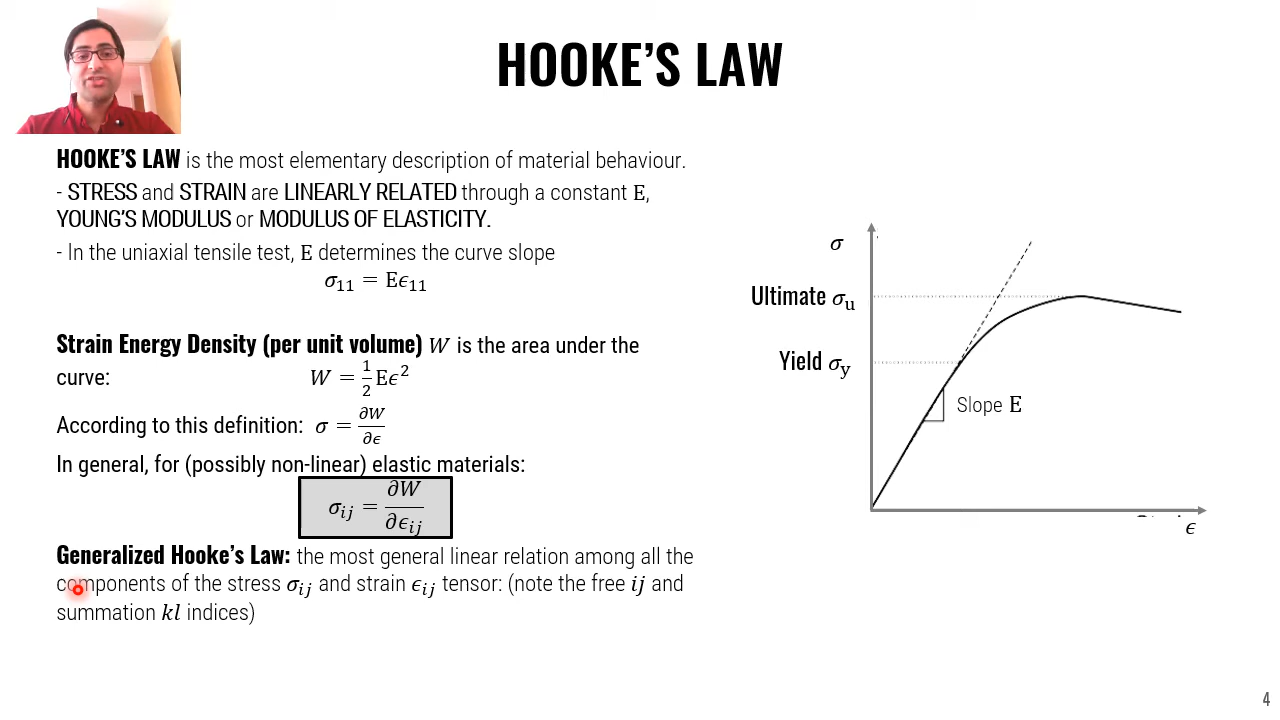 HOOKE'S LAW
HOOKE'S LAW is the most elementary description of material behaviour.
- STRESS and STRAIN are LINEARLY RELATED through a constant E,
YOUNG'S MODULUS or MODULUS OF ELASTICITY.
- In the uniaxial tensile test, E determines the curve slope
σ₁₁ = Eϵ₁₁
Strain Energy Density (per unit volume) W is the area under the
curve: W = ½Eϵ²
According to this definition: σ = ∂W/∂ϵ
In general, for (possibly non-linear) elastic materials:
σᵢⱼ = ∂W/∂ϵᵢⱼ
Generalized Hooke's Law: the most general linear relation among all the
components of the stress σᵢⱼ and strain ϵᵢⱼ tensor: (note the free ij and
summation kl indices)
σ
Ultimate σᵤ
Yield σ_y
Slope E
ϵ
4